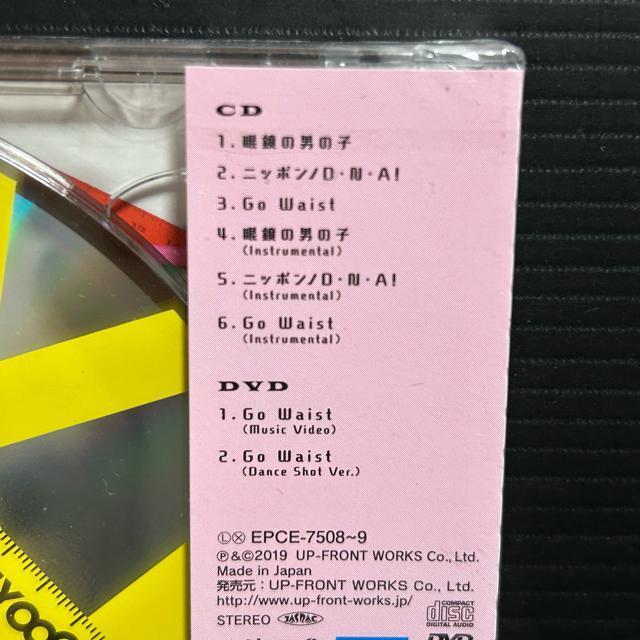 CD
1. 眼鏡の男の子
2. ニッポンノD・N・A!
3. Go Waist
4. 眼鏡の男の子
(Instrumental)
5. ニッポンノD・N・A!
(Instrumental)
6. Go Waist
(Instrumental)
DVD
1. Go Waist
(Music Video)
2. Go Waist
(Dance Shot Ver.)
ⓁⓍ EPCE-7508~9
℗&©2019 UP-FRONT WORKS Co., Ltd.
Made in Japan
発売元：UP-FRONT WORKS Co., Ltd.
http://www.up-front-works.jp/
STEREO JASRAC COMPACT disc DIGITAL AUDIO
DVD